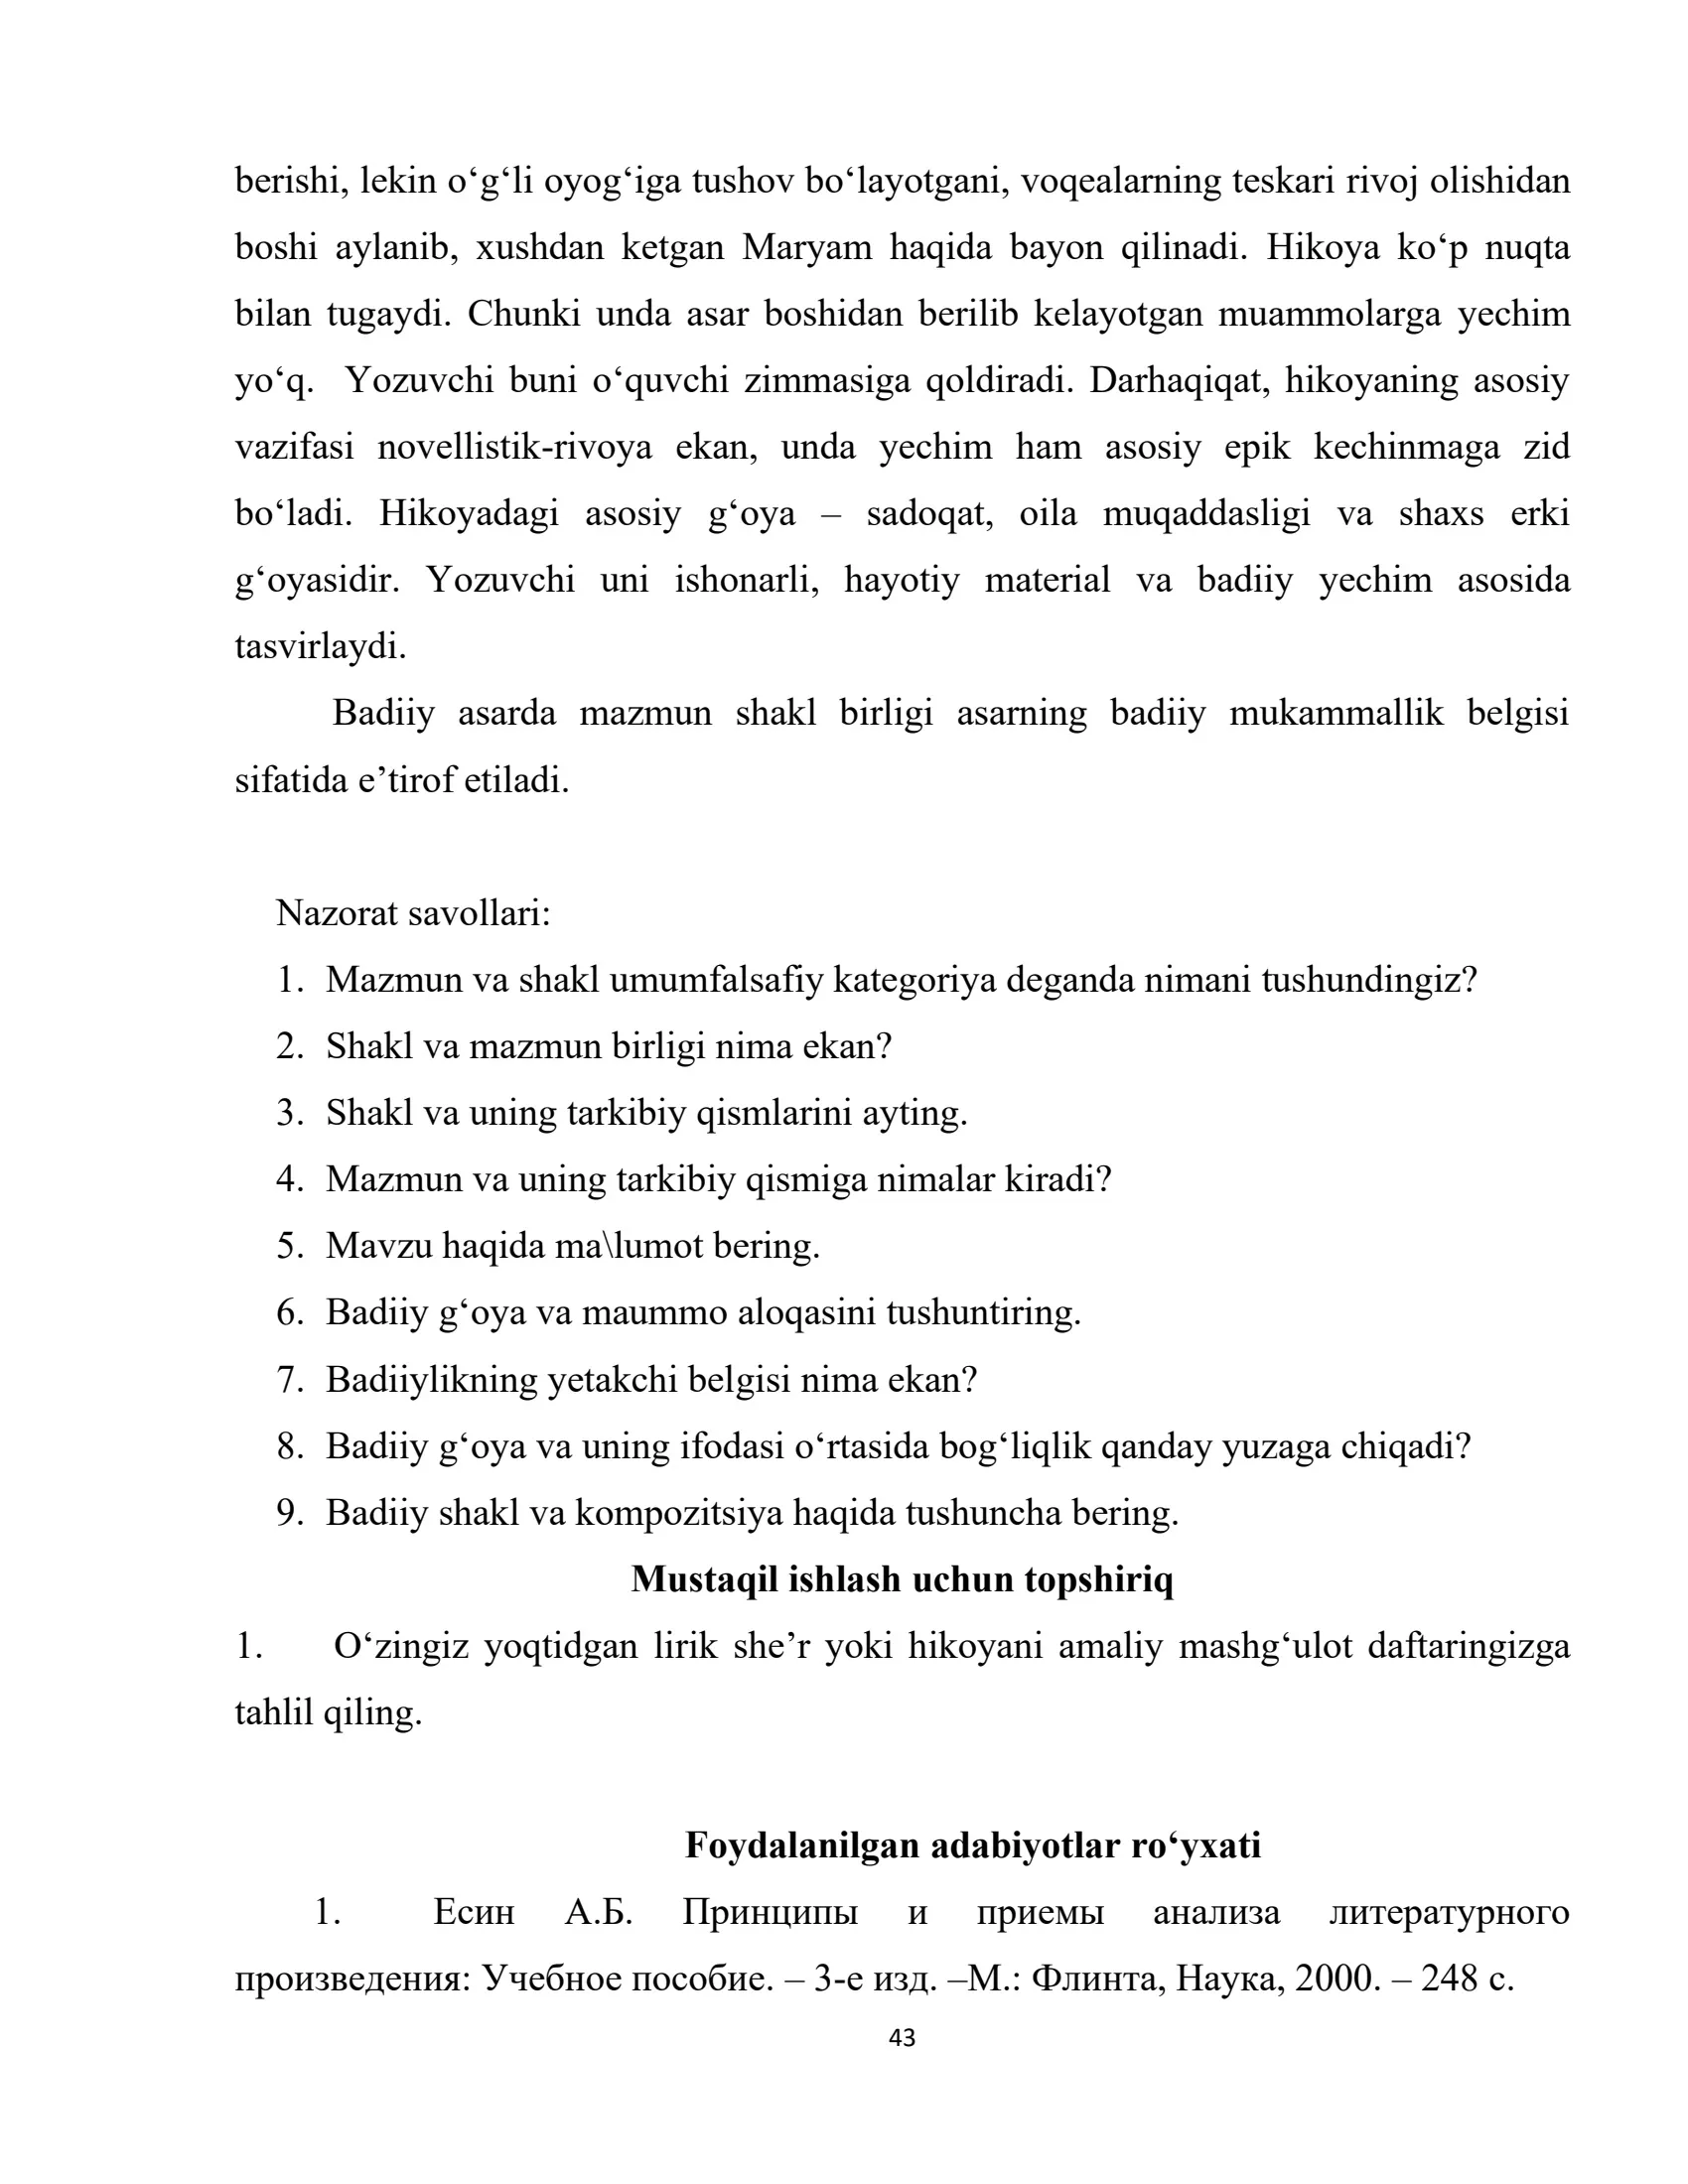 berishi, lekin o‘g‘li oyog‘iga tushov bo‘layotgani, voqealarning teskari rivoj olishidan
boshi aylanib, xushdan ketgan Maryam haqida bayon qilinadi. Hikoya ko‘p nuqta
bilan tugaydi. Chunki unda asar boshidan berilib kelayotgan muammolarga yechim
yo‘q. Yozuvchi buni o‘quvchi zimmasiga qoldiradi. Darhaqiqat, hikoyaning asosiy
vazifasi novellistik-rivoya ekan, unda yechim ham asosiy epik kechinmaga zid
bo‘ladi. Hikoyadagi asosiy g‘oya – sadoqat, oila muqaddasligi va shaxs erki
g‘oyasidir. Yozuvchi uni ishonarli, hayotiy material va badiiy yechim asosida
tasvirlaydi.
Badiiy asarda mazmun shakl birligi asarning badiiy mukammallik belgisi
sifatida e’tirof etiladi.
Nazorat savollari:
1. Mazmun va shakl umumfalsafiy kategoriya deganda nimani tushundingiz?
2. Shakl va mazmun birligi nima ekan?
3. Shakl va uning tarkibiy qismlarini ayting.
4. Mazmun va uning tarkibiy qismiga nimalar kiradi?
5. Mavzu haqida ma\lumot bering.
6. Badiiy g‘oya va maummo aloqasini tushuntiring.
7. Badiiylikning yetakchi belgisi nima ekan?
8. Badiiy g‘oya va uning ifodasi o‘rtasida bog‘liqlik qanday yuzaga chiqadi?
9. Badiiy shakl va kompozitsiya haqida tushuncha bering.
Mustaqil ishlash uchun topshiriq
1. O‘zingiz yoqtidgan lirik she’r yoki hikoyani amaliy mashg‘ulot daftaringizga
tahlil qiling.
Foydalanilgan adabiyotlar ro‘yxati
1. Есин А.Б. Принципы и приемы анализа литературного
произведения: Учебное пособие. – 3-е изд. –М.: Флинта, Наука, 2000. – 248 с.
43